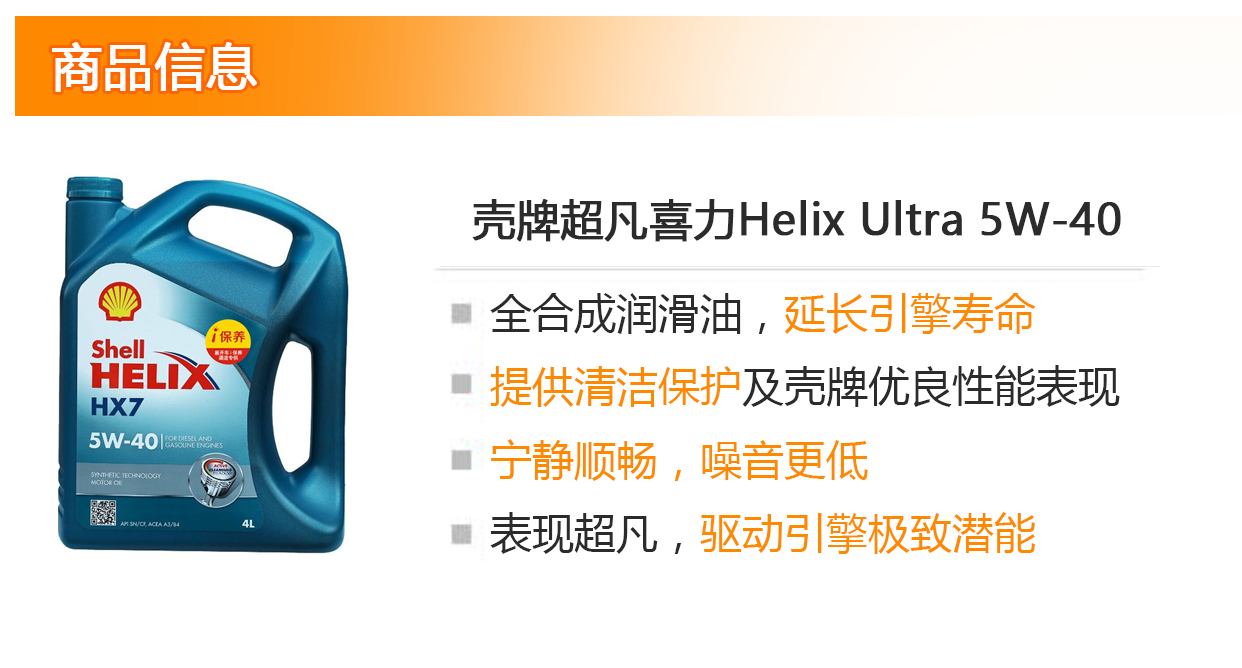 商品信息
壳牌超凡喜力Helix Ultra 5W-40
全合成润滑油，延长引擎寿命
提供清洁保护及壳牌优良性能表现
宁静顺畅，噪音更低
表现超凡，驱动引擎极致潜能
i保养
Shell
HELIX
HX7
5W-40
FOR DIESEL AND
GASOLINE ENGINES
SYNTHETIC TECHNOLOGY
MOTOR OIL
API SN/CF, ACEA A3/B4
4L